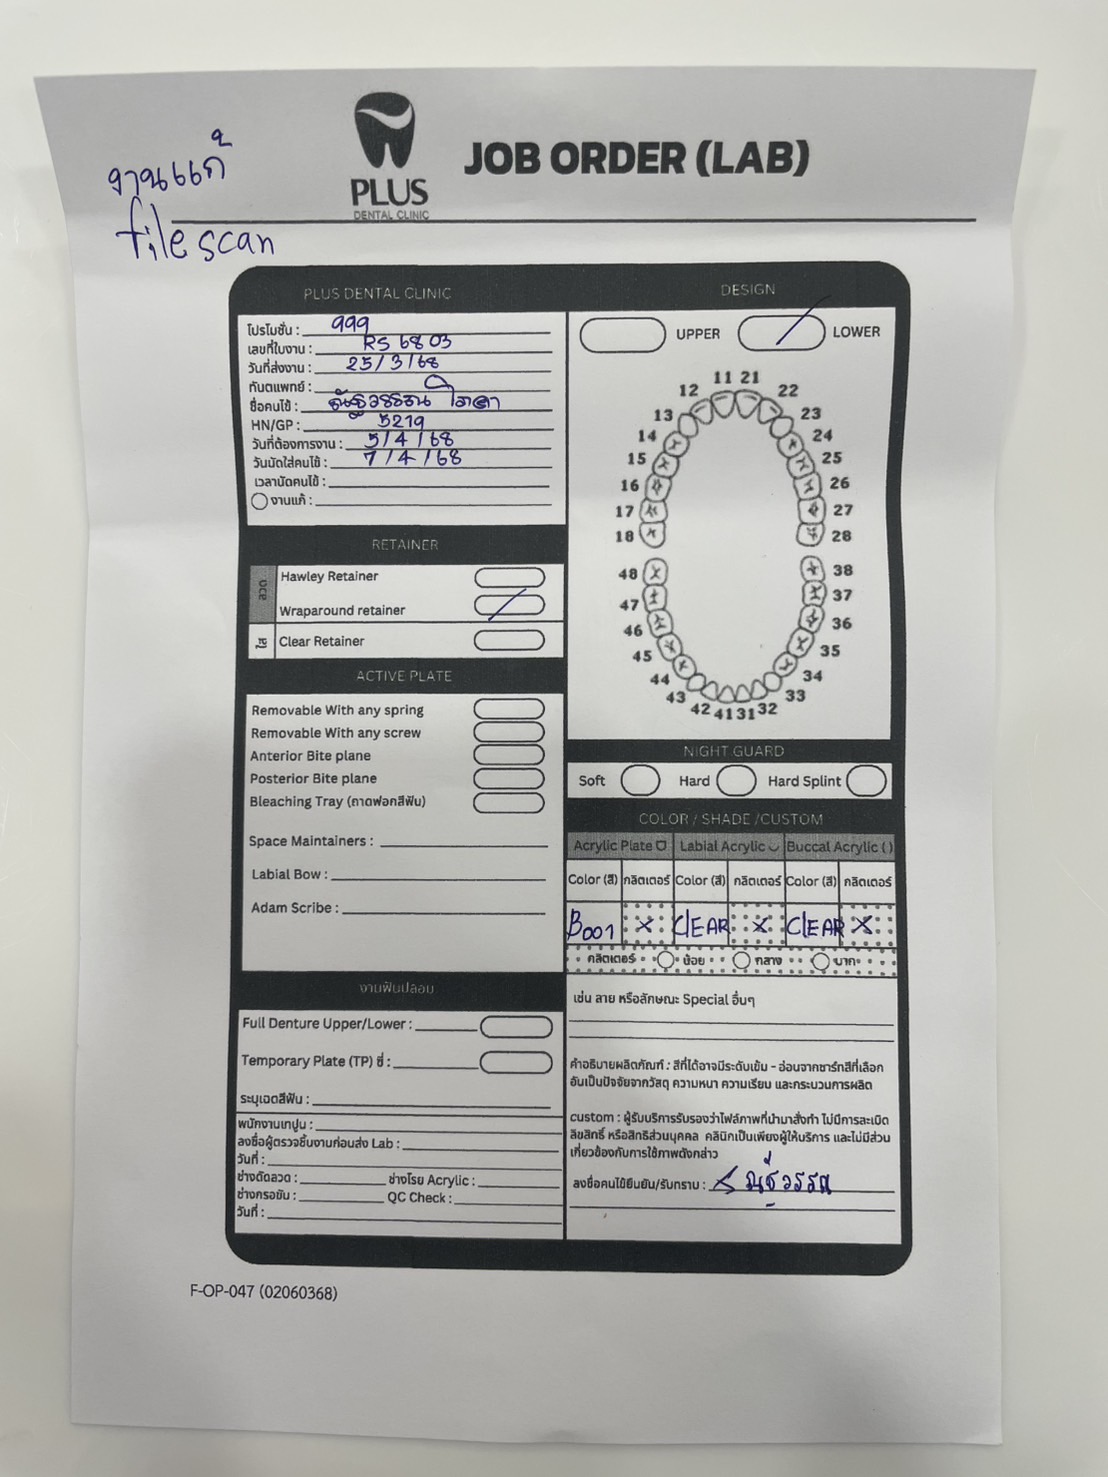 งานแก้
file scan
PLUS
DENTAL CLINIC
JOB ORDER (LAB)
PLUS DENTAL CLINIC
โปรโมชั่น : 999
เลขที่ใบงาน : RS 6803
วันที่ส่งงาน : 25/3/68
ทันตแพทย์ :
ชื่อคนไข้ :
HN/GP : 5219
วันที่ต้องการงาน : 5/4/68
วันนัดใส่คนไข้ : 7/4/68
เวลานัดคนไข้ :
งานแก้ :
RETAINER
ลวด
Hawley Retainer
Wraparound retainer
ใส
Clear Retainer
ACTIVE PLATE
Removable With any spring
Removable With any screw
Anterior Bite plane
Posterior Bite plane
Bleaching Tray (ถาดฟอกสีฟัน)
Space Maintainers :
Labial Bow :
Adam Scribe :
งานฟันปลอม
Full Denture Upper/Lower :
Temporary Plate (TP) ซี่ :
ระบุเฉดสีฟัน :
พนักงานเทปูน :
ลงชื่อผู้ตรวจชิ้นงานก่อนส่ง Lab :
วันที่ :
ช่างดัดลวด : ช่างโรย Acrylic :
ช่างกรอขัน : QC Check :
วันที่ :
DESIGN
UPPER LOWER
11 21
12 22
13 23
14 24
15 25
16 26
17 27
18 28
48 38
47 37
46 36
45 35
44 34
43 33
42 41 31 32
NIGHT GUARD
Soft Hard Hard Splint
COLOR / SHADE /CUSTOM
Acrylic Plate Labial Acrylic Buccal Acrylic ( )
Color (สี) กลิตเตอร์ Color (สี) กลิตเตอร์ Color (สี) กลิตเตอร์
B001 X CLEAR X CLEAR X
กลิตเตอร์ น้อย กลาง มาก
เช่น ลาย หรือลักษณะ Special อื่นๆ
คำอธิบายผลิตภัณฑ์ : สีที่ได้อาจมีระดับเข้ม - อ่อนจากชาร์ทสีที่เลือก
อันเป็นปัจจัยจากวัสดุ ความหนา ความเรียบ และกระบวนการผลิต
custom : ผู้รับบริการรับรองว่าไฟล์ภาพที่นำมาสั่งทำ ไม่มีการละเมิด
ลิขสิทธิ์ หรือสิทธิส่วนบุคคล คลินิกเป็นเพียงผู้ให้บริการ และไม่มีส่วน
เกี่ยวข้องกับการใช้ภาพดังกล่าว
ลงชื่อคนไข้ยืนยัน/รับทราบ :
F-OP-047 (02060368)